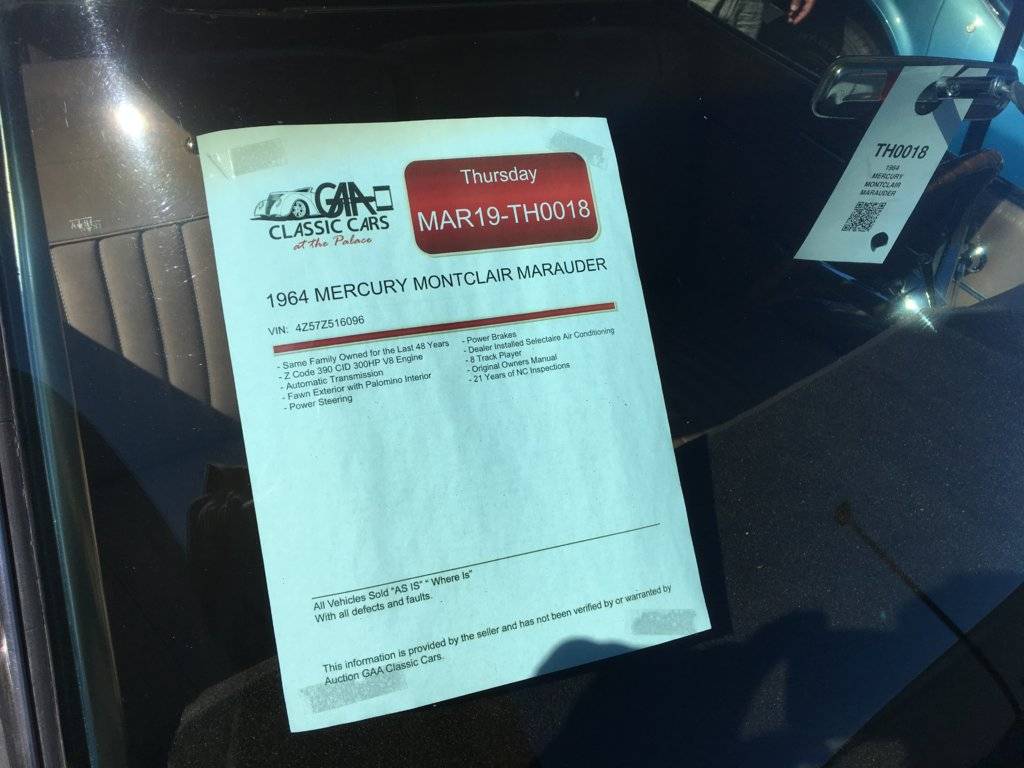 GAA
CLASSIC CARS
at the Palace
Thursday
MAR19-TH0018
1964 MERCURY MONTCLAIR MARAUDER
VIN: 4Z57Z516096
- Same Family Owned for the Last 48 Years
- Z Code 390 CID 300HP V8 Engine
- Automatic Transmission
- Fawn Exterior with Palomino Interior
- Power Steering
- Power Brakes
- Dealer Installed Selectaire Air Conditioning
- 8 Track Player
- Original Owners Manual
- 21 Years of NC Inspections
All Vehicles Sold "AS IS" " Where Is"
With all defects and faults.
This information is provided by the seller and has not been verified by or warranted by
Auction GAA Classic Cars.
TH0018
1964
MERCURY
MONTCLAIR
MARAUDER